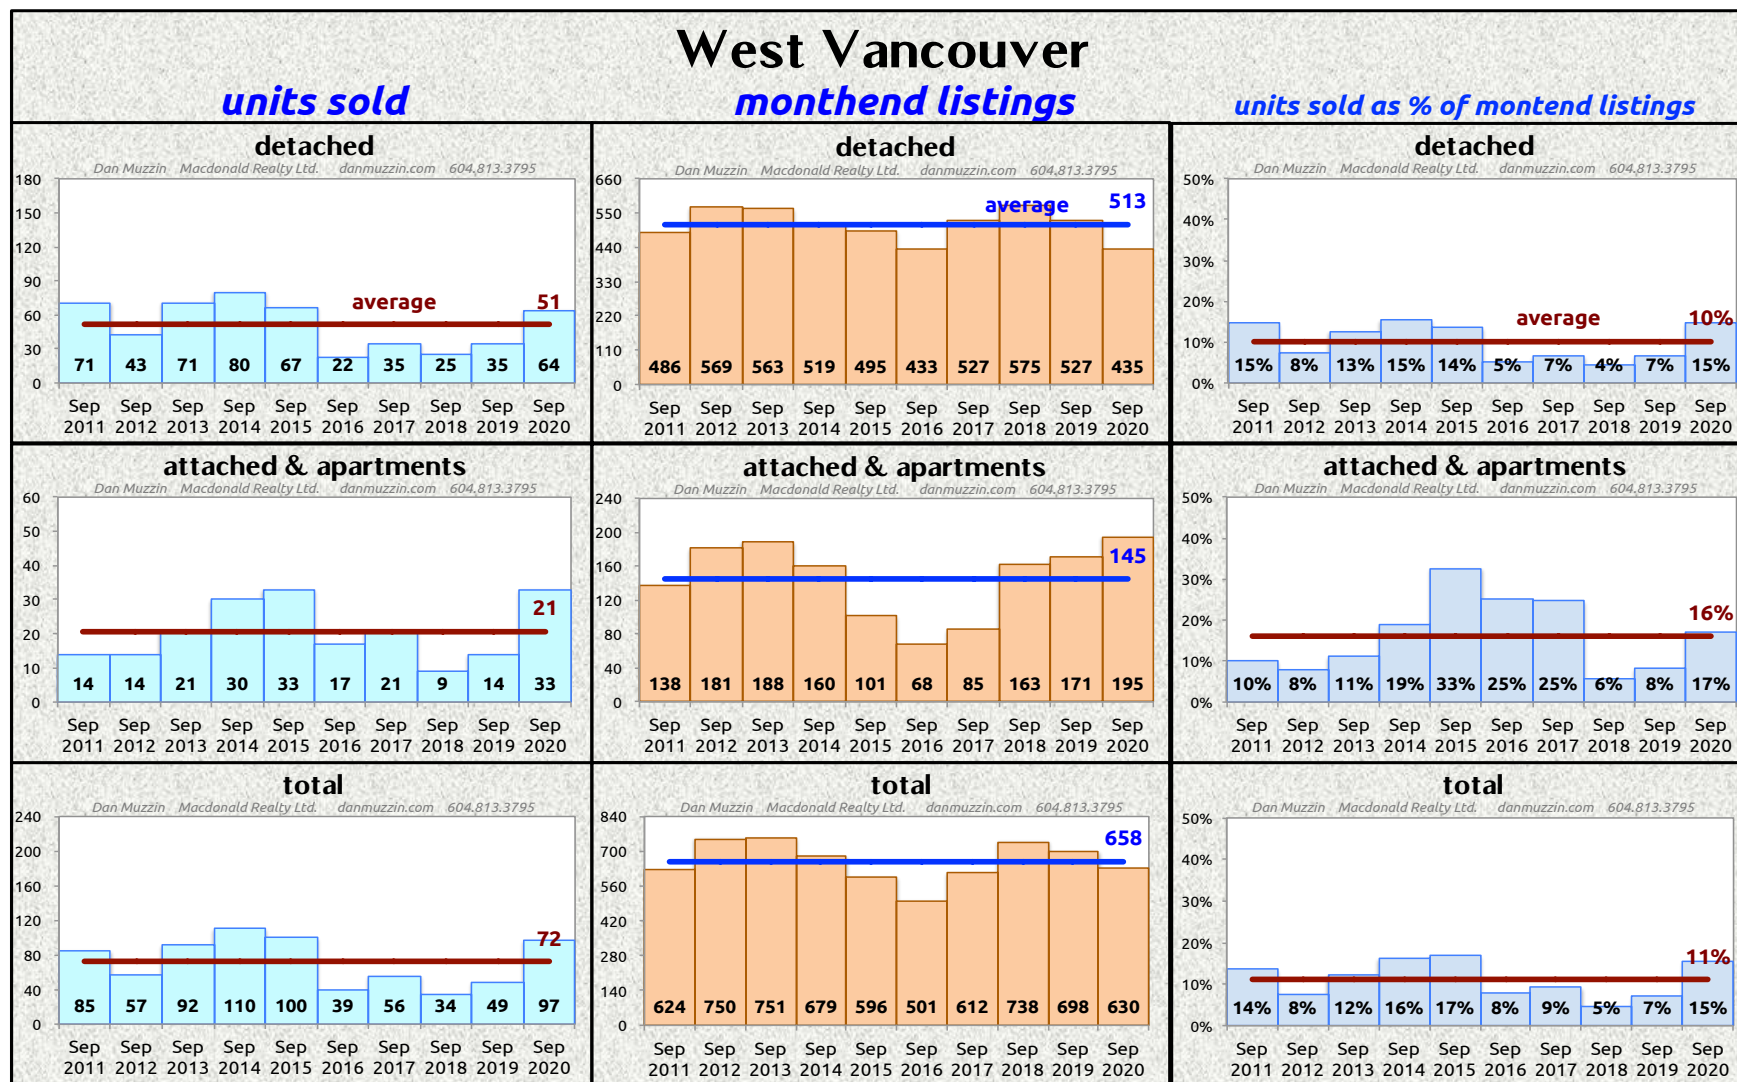 West Vancouver
units sold
monthend listings
units sold as % of montend listings
detached
Dan Muzzin Macdonald Realty Ltd. danmuzzin.com 604.813.3795
180
150
120
90
60
30
0
average
51
71 43 71 80 67 22 35 25 35 64
Sep Sep Sep Sep Sep Sep Sep Sep Sep Sep
2011 2012 2013 2014 2015 2016 2017 2018 2019 2020
detached
Dan Muzzin Macdonald Realty Ltd. danmuzzin.com 604.813.3795
660
550
440
330
220
110
0
average
513
486 569 563 519 495 433 527 575 527 435
Sep Sep Sep Sep Sep Sep Sep Sep Sep Sep
2011 2012 2013 2014 2015 2016 2017 2018 2019 2020
detached
Dan Muzzin Macdonald Realty Ltd. danmuzzin.com 604.813.3795
50%
40%
30%
20%
10%
0%
average
10%
15% 8% 13% 15% 14% 5% 7% 4% 7% 15%
Sep Sep Sep Sep Sep Sep Sep Sep Sep Sep
2011 2012 2013 2014 2015 2016 2017 2018 2019 2020
attached & apartments
Dan Muzzin Macdonald Realty Ltd. danmuzzin.com 604.813.3795
60
50
40
30
20
10
0
21
14 14 21 30 33 17 21 9 14 33
Sep Sep Sep Sep Sep Sep Sep Sep Sep Sep
2011 2012 2013 2014 2015 2016 2017 2018 2019 2020
attached & apartments
Dan Muzzin Macdonald Realty Ltd. danmuzzin.com 604.813.3795
240
200
160
120
80
40
0
145
138 181 188 160 101 68 85 163 171 195
Sep Sep Sep Sep Sep Sep Sep Sep Sep Sep
2011 2012 2013 2014 2015 2016 2017 2018 2019 2020
attached & apartments
Dan Muzzin Macdonald Realty Ltd. danmuzzin.com 604.813.3795
50%
40%
30%
20%
10%
0%
16%
10% 8% 11% 19% 33% 25% 25% 6% 8% 17%
Sep Sep Sep Sep Sep Sep Sep Sep Sep Sep
2011 2012 2013 2014 2015 2016 2017 2018 2019 2020
total
Dan Muzzin Macdonald Realty Ltd. danmuzzin.com 604.813.3795
240
200
160
120
80
40
0
72
85 57 92 110 100 39 56 34 49 97
Sep Sep Sep Sep Sep Sep Sep Sep Sep Sep
2011 2012 2013 2014 2015 2016 2017 2018 2019 2020
total
Dan Muzzin Macdonald Realty Ltd. danmuzzin.com 604.813.3795
840
700
560
420
280
140
0
658
624 750 751 679 596 501 612 738 698 630
Sep Sep Sep Sep Sep Sep Sep Sep Sep Sep
2011 2012 2013 2014 2015 2016 2017 2018 2019 2020
total
Dan Muzzin Macdonald Realty Ltd. danmuzzin.com 604.813.3795
50%
40%
30%
20%
10%
0%
11%
14% 8% 12% 16% 17% 8% 9% 5% 7% 15%
Sep Sep Sep Sep Sep Sep Sep Sep Sep Sep
2011 2012 2013 2014 2015 2016 2017 2018 2019 2020